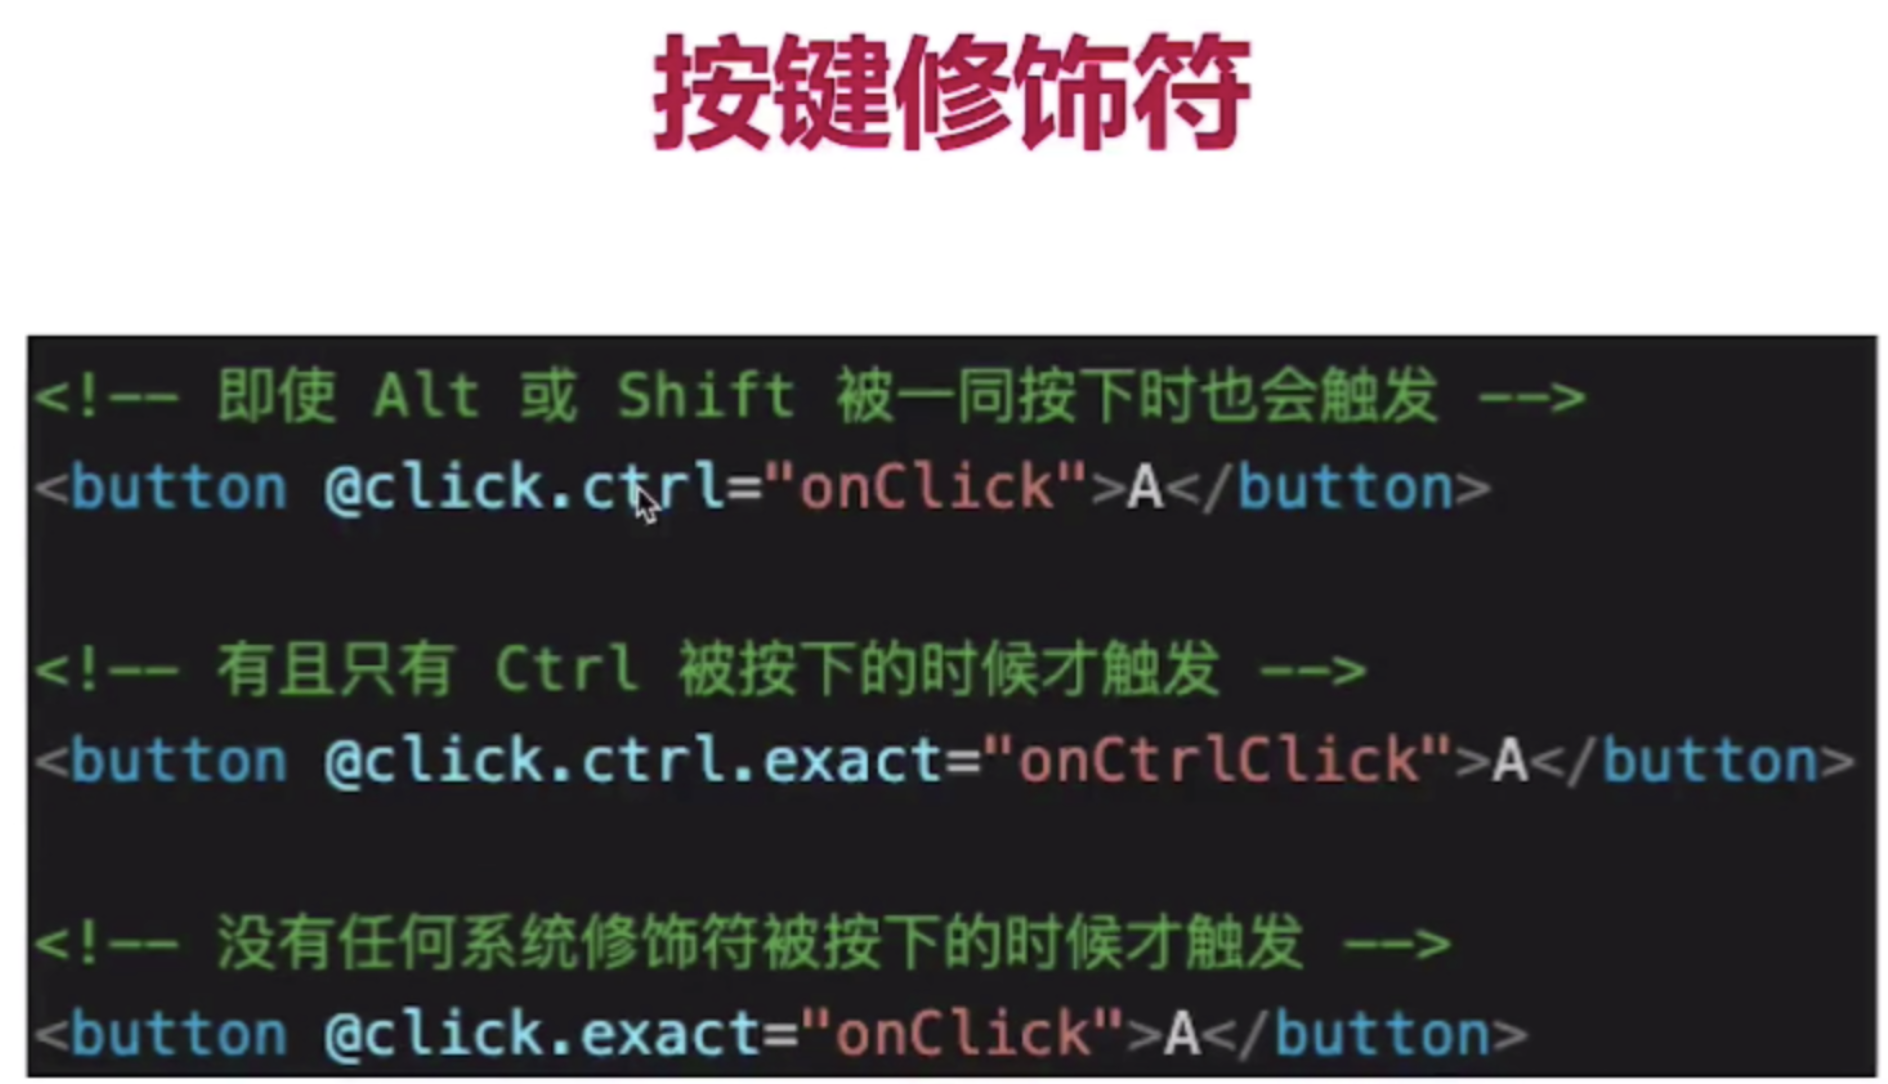 按键修饰符
<!-- 即使 Alt 或 Shift 被一同按下时也会触发 -->
<button @click.ctrl="onClick">A</button>
<!-- 有且只有 Ctrl 被按下的时候才触发 -->
<button @click.ctrl.exact="onCtrlClick">A</button>
<!-- 没有任何系统修饰符被按下的时候才触发 -->
<button @click.exact="onClick">A</button>